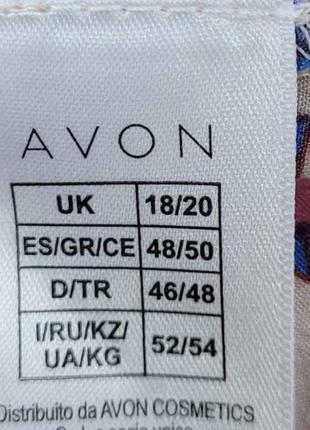 AVON
UK 18/20
ES/GR/CE 48/50
D/TR 46/48
I/RU/KZ/
UA/KG 52/54
Distribuito da AVON COSMETICS